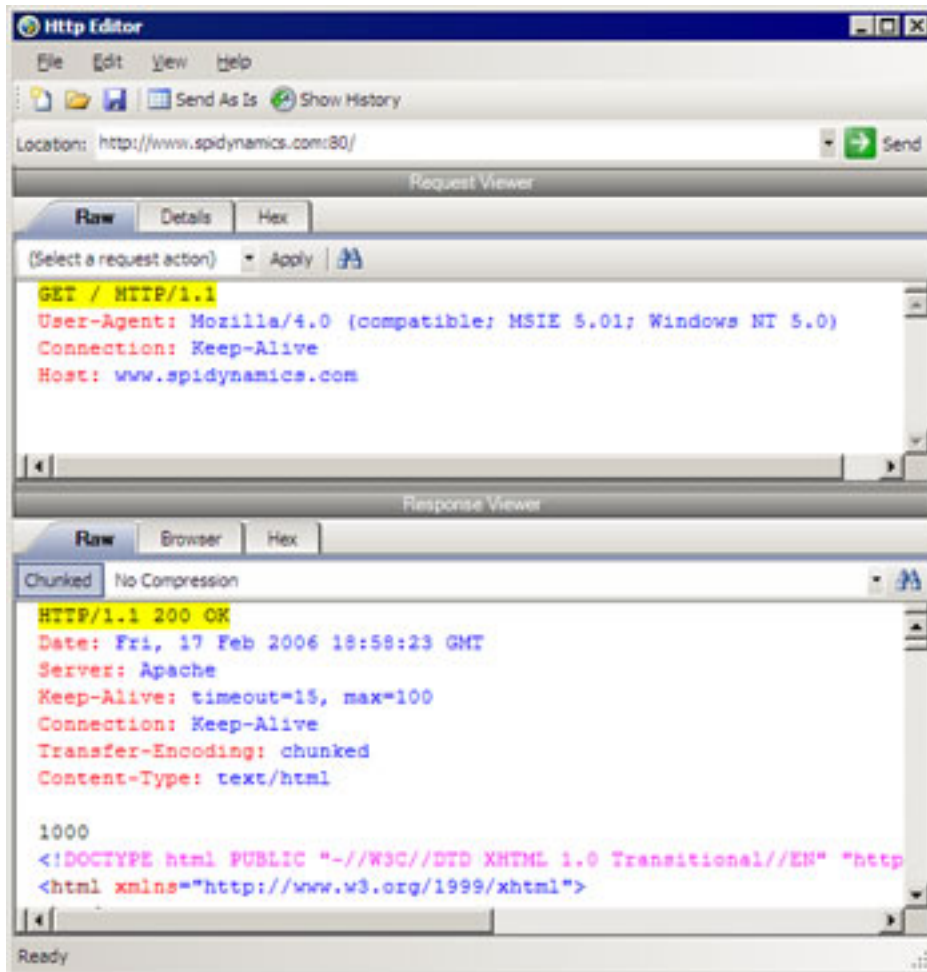 Http Editor
File Edit View Help
Send As Is Show History
Location: http://www.spidynamics.com:80/ Send
Request Viewer
Raw Details Hex
(Select a request action) Apply
GET / HTTP/1.1
User-Agent: Mozilla/4.0 (compatible; MSIE 5.01; Windows NT 5.0)
Connection: Keep-Alive
Host: www.spidynamics.com
Response Viewer
Raw Browser Hex
Chunked No Compression
HTTP/1.1 200 OK
Date: Fri, 17 Feb 2006 18:58:23 GMT
Server: Apache
Keep-Alive: timeout=15, max=100
Connection: Keep-Alive
Transfer-Encoding: chunked
Content-Type: text/html
1000
<!DOCTYPE html PUBLIC "-//W3C//DTD XHTML 1.0 Transitional//EN" "http
<html xmlns="http://www.w3.org/1999/xhtml">
Ready